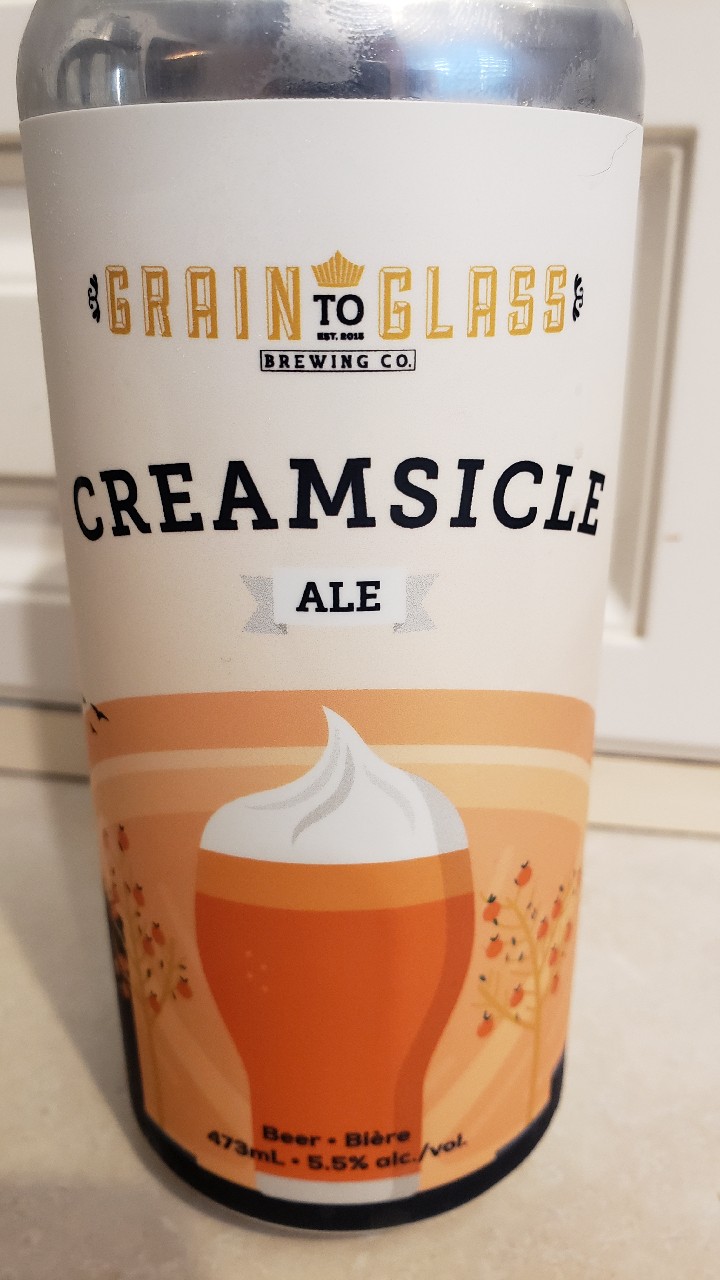 GRAIN TO GLASS
EST. 2015
BREWING CO.
CREAMSICLE
ALE
Beer • Bière
473mL • 5.5% alc./vol.